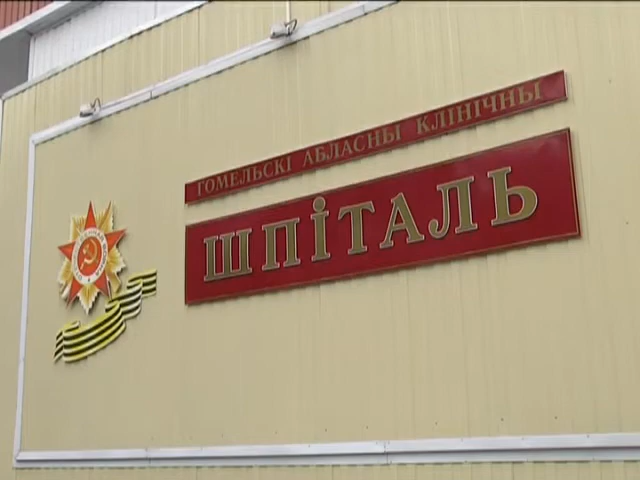 ГОМЕЛЬСКІ АБЛАСНЫ КЛІНІЧНЫ
ШПІТАЛЬ